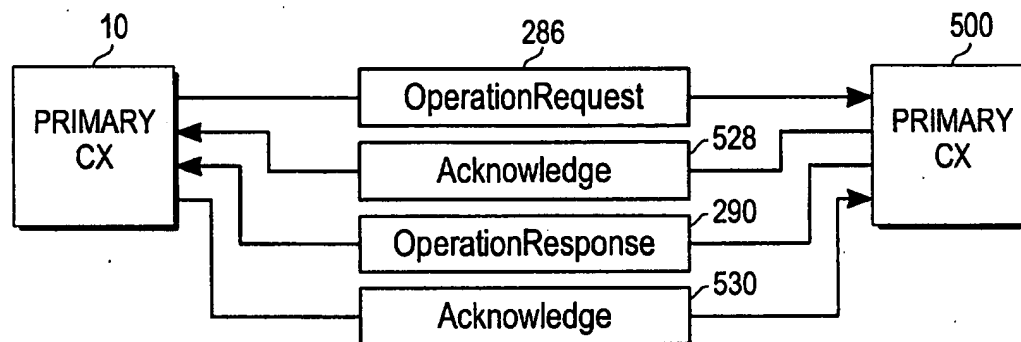 10
286
500
PRIMARY
CX
OperationRequest
PRIMARY
CX
528
Acknowledge
290
OperationResponse
530
Acknowledge